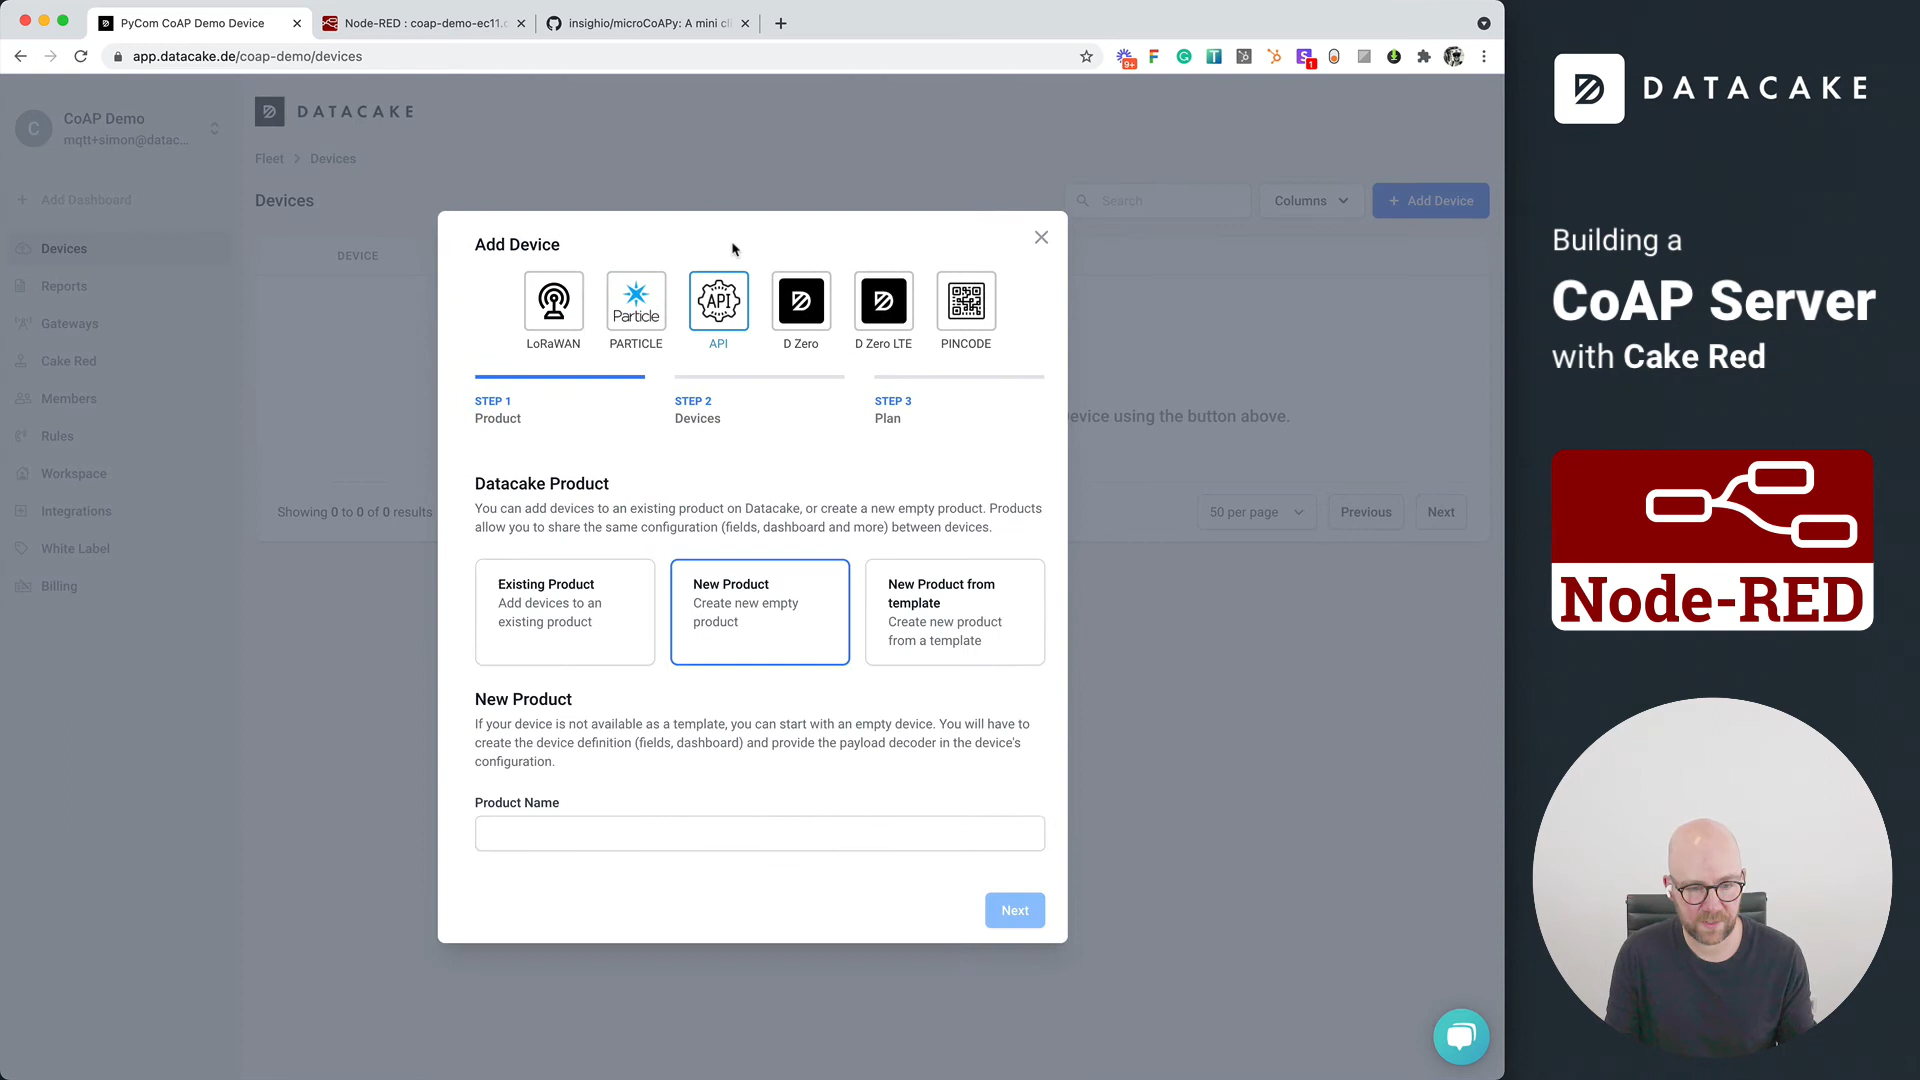 PyCom CoAP Demo Device
Node-RED : coap-demo-ec11.c
insighio/microCoAPy: A mini cli
app.datacake.de/coap-demo/devices
9+
1
DATACAKE
C
CoAP Demo
mqtt+simon@datac...
DATACAKE
Fleet > Devices
Add Dashboard
Devices
Search
Columns
+ Add Device
Devices
DEVICE
Reports
Gateways
Cake Red
Members
Rules
Workspace
Integrations
White Label
Billing
evice using the button above.
Showing 0 to 0 of 0 results
50 per page
Previous
Next
Add Device
API
Particle
LoRaWAN
PARTICLE
API
D Zero
D Zero LTE
PINCODE
STEP 1
Product
STEP 2
Devices
STEP 3
Plan
Datacake Product
You can add devices to an existing product on Datacake, or create a new empty product. Products
allow you to share the same configuration (fields, dashboard and more) between devices.
Existing Product
Add devices to an
existing product
New Product
Create new empty
product
New Product from
template
Create new product
from a template
New Product
If your device is not available as a template, you can start with an empty device. You will have to
create the device definition (fields, dashboard) and provide the payload decoder in the device's
configuration.
Product Name
Next
Building a
CoAP Server
with Cake Red
Node-RED